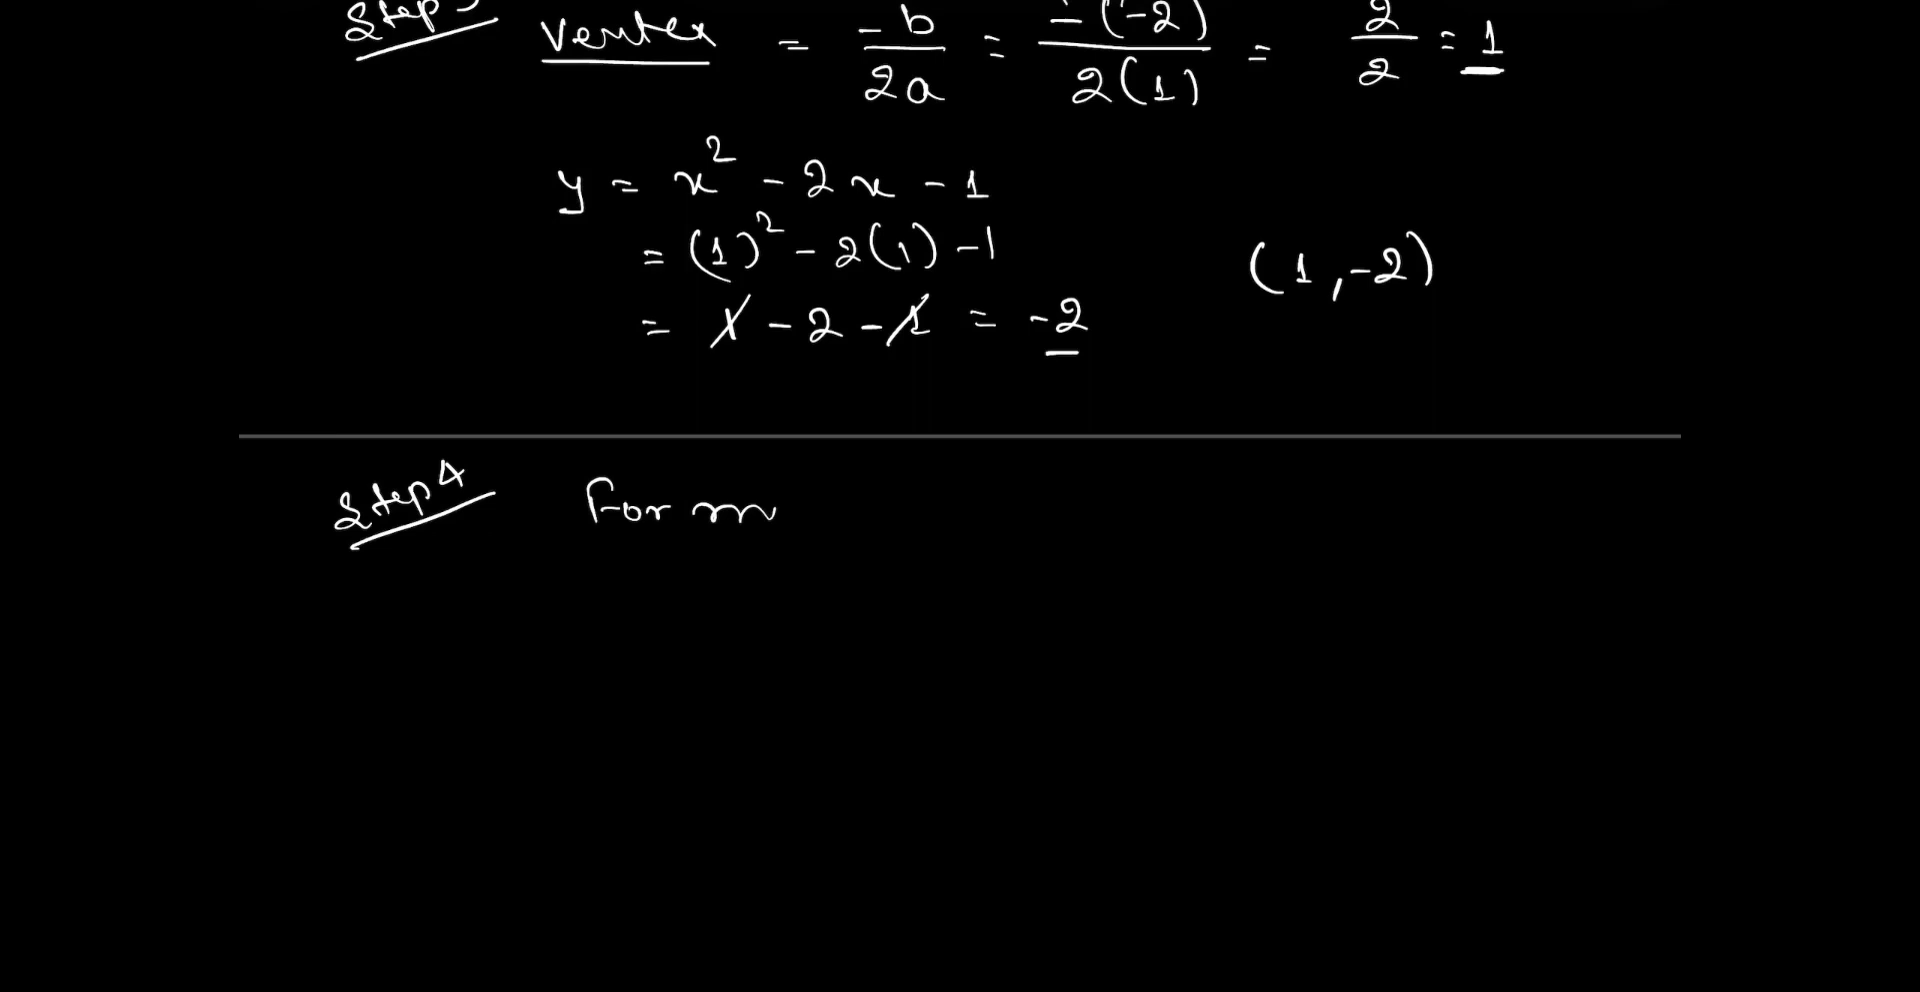 Step 3 Vertex = -b/2a = -(-2)/2(1) = 2/2 = 1
y = x² - 2x - 1
= (1)² - 2(1) - 1
(1, -2)
= 1 - 2 - 1 = -2
Step 4 Form